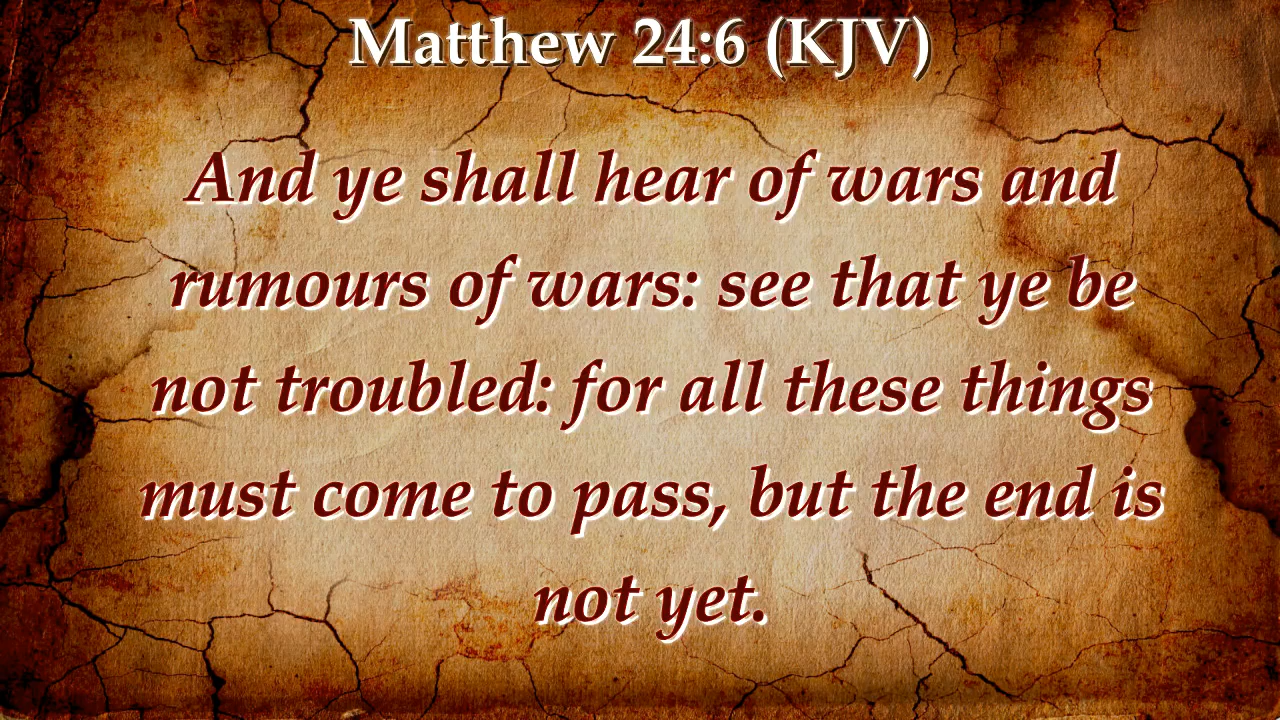 Matthew 24:6 (KJV)
And ye shall hear of wars and
rumours of wars: see that ye be
not troubled: for all these things
must come to pass, but the end is
not yet.